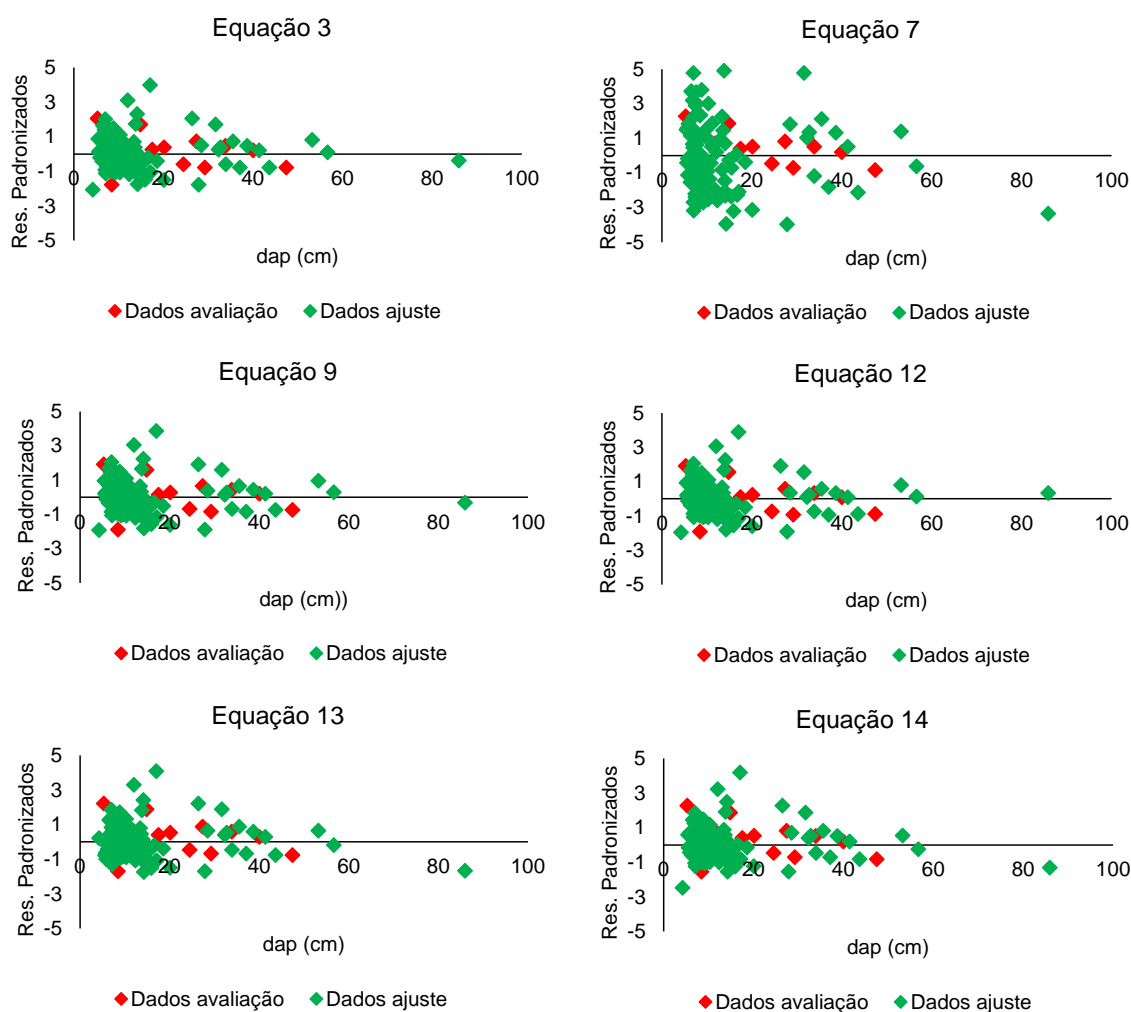 Equação 3
5
3
1
-1
-3
-5
0 20 40 60 80 100
Res. Padronizados
dap (cm)
Dados avaliação Dados ajuste
Equação 7
5
3
1
-1
-3
-5
0 20 40 60 80 100
Res. Padronizados
dap (cm)
Dados avaliação Dados ajuste
Equação 9
5
3
1
-1
-3
-5
0 20 40 60 80 100
Res. Padronizados
dap (cm))
Dados avaliação Dados ajuste
Equação 12
5
3
1
-1
-3
-5
0 20 40 60 80 100
Res. Padronizados
dap (cm)
Dados avaliação Dados ajuste
Equação 13
5
3
1
-1
-3
-5
0 20 40 60 80 100
Res. Padronizados
dap (cm)
Dados avaliação Dados ajuste
Equação 14
5
3
1
-1
-3
-5
0 20 40 60 80 100
Res. Padronizados
dap (cm)
Dados avaliação Dados ajuste